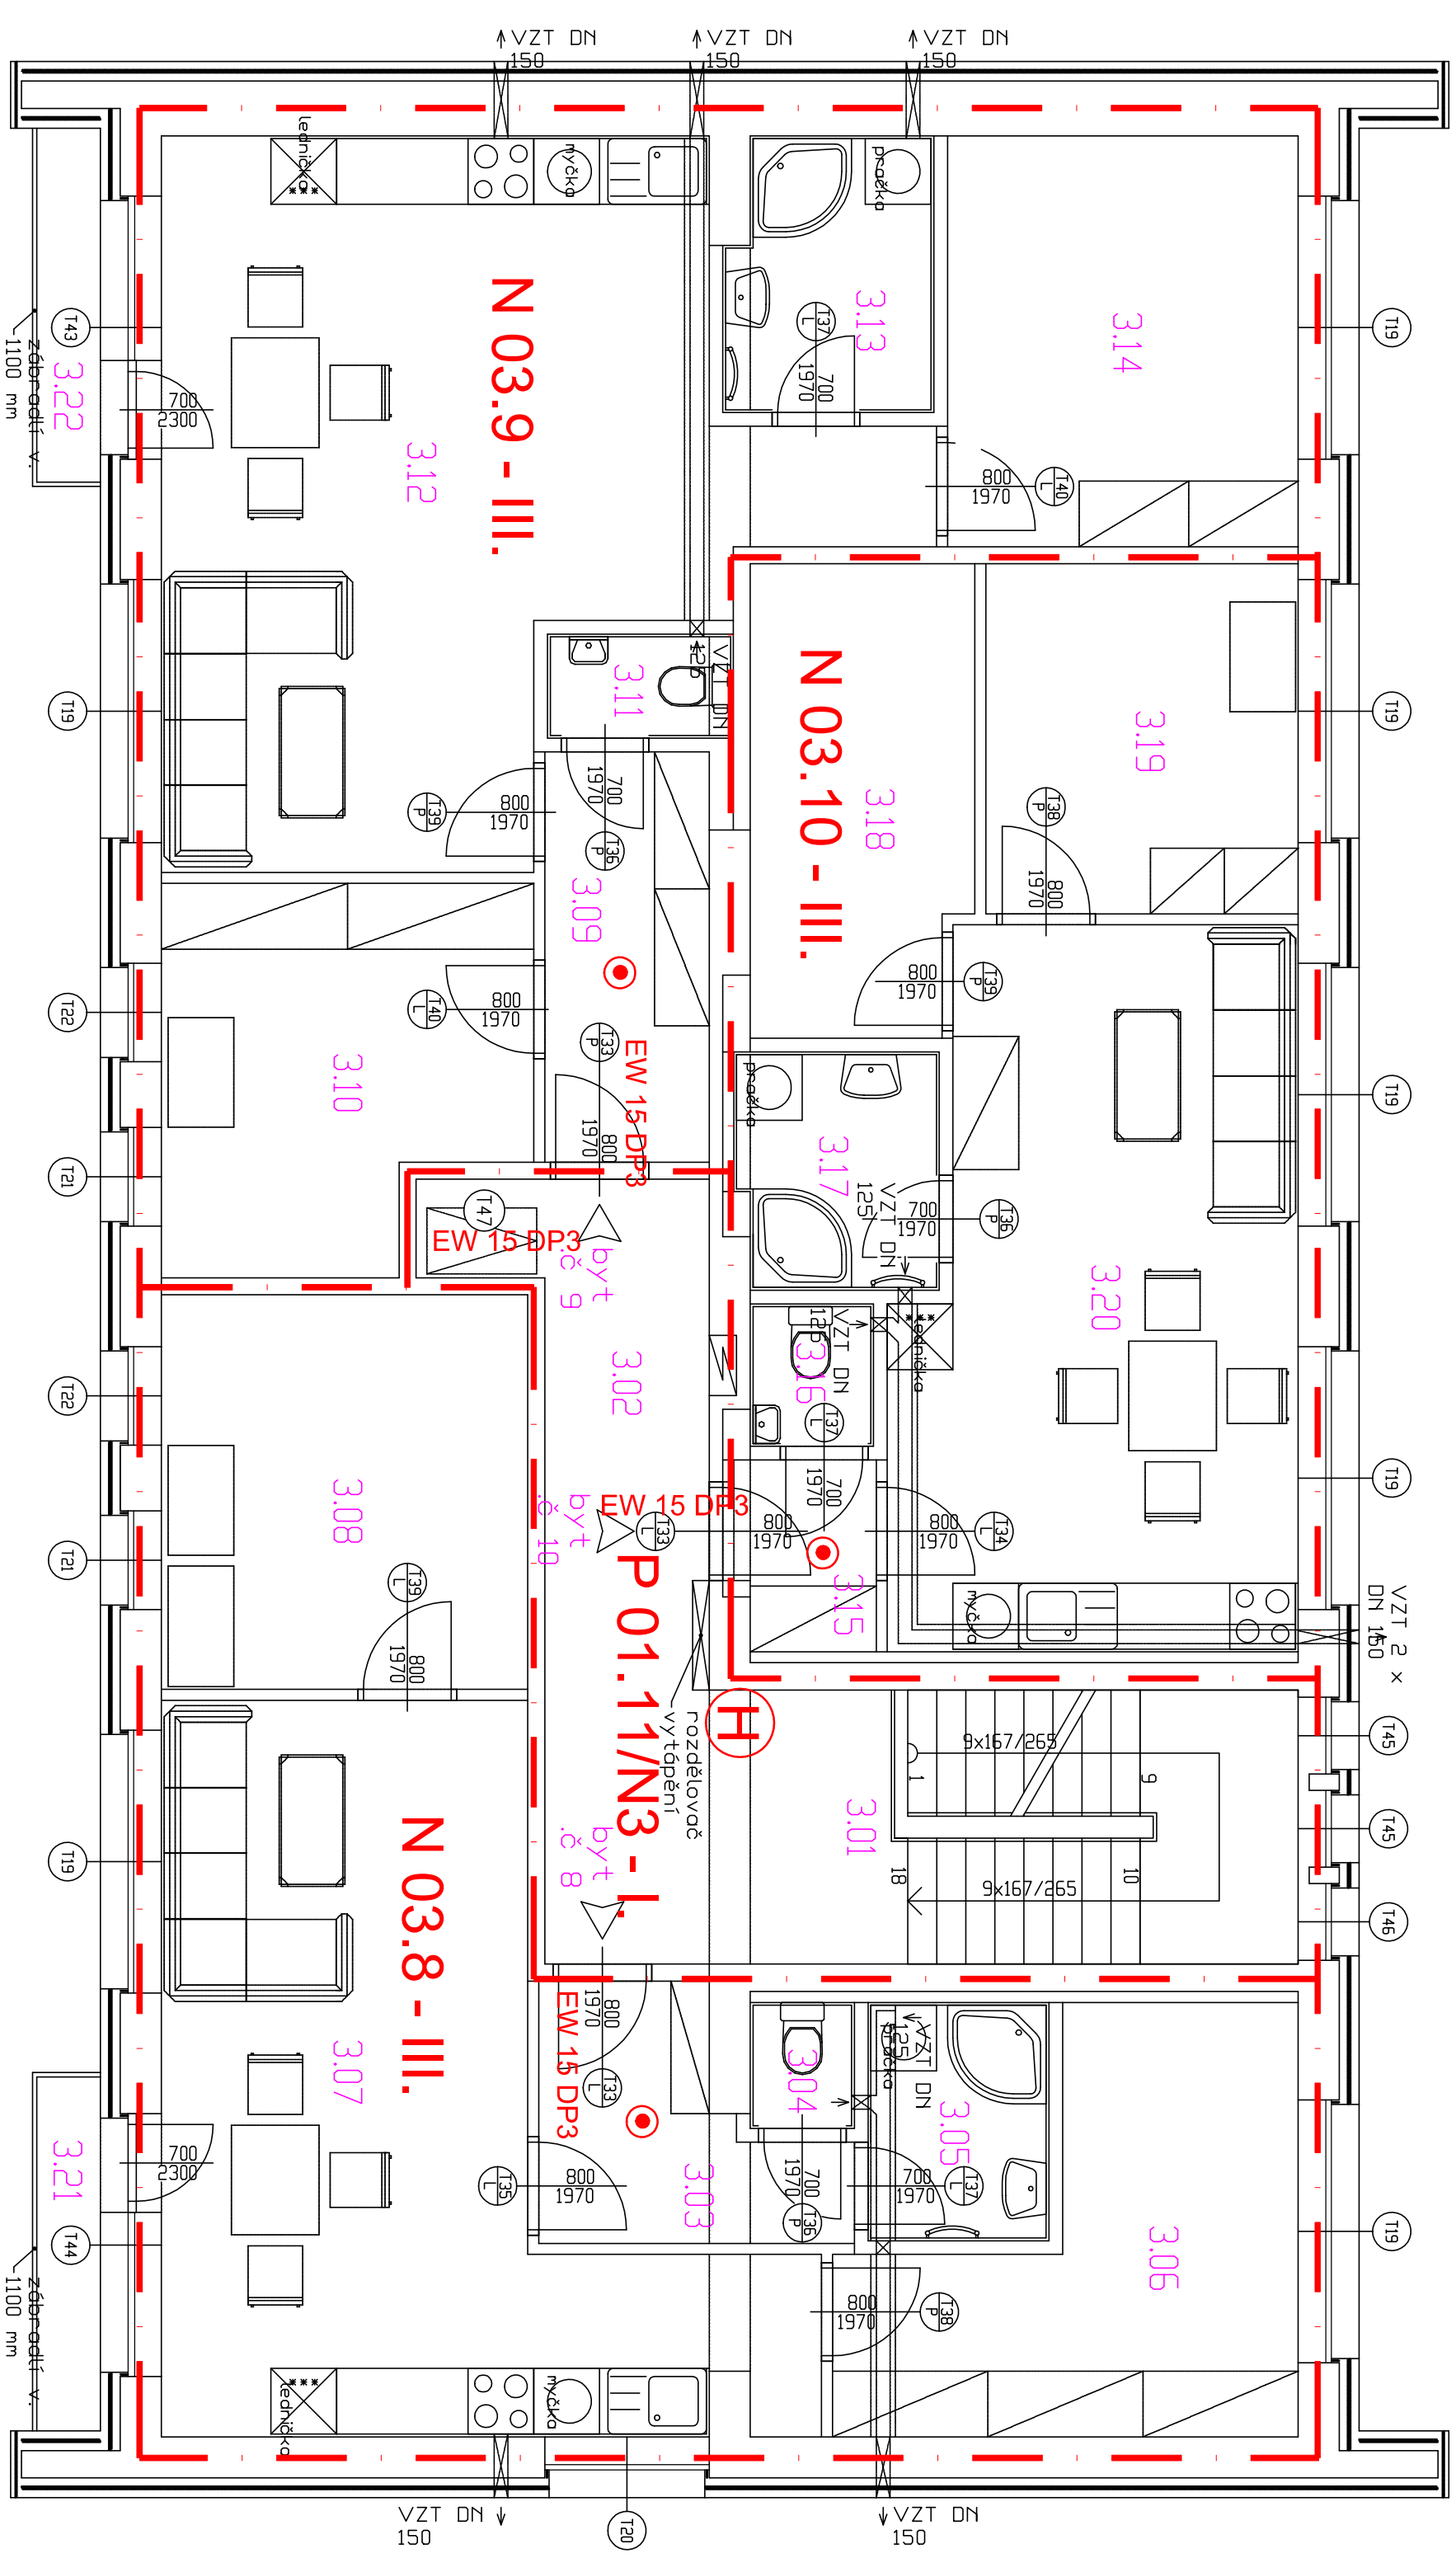 VZT DN
150
VZT DN
150
VZT DN
150
lednička
myčka
pračka
N 03.9 - III.
3.13
3.14
T37
L
T43
T19
zábradlí v.
1100 mm
3.22
700
2300
700
1970
3.12
800
1970
T40
L
N 03.10 - III.
3.11
VZT DN
125
3.19
T19
T19
3.18
T38
P
T39
P
800
1970
700
1970
T36
P
800
1970
3.09
T22
T40
L
800
1970
800
1970
T39
P
T33
P
3.10
EW 15 DP3
pračka
T19
800
1970
3.17
T21
T47
VZT DN
125
700
1970
T36
P
EW 15 DP3
byt
č. 9
3.20
lednička
VZT DN
125
3.16
3.02
T22
T37
L
T19
3.08
byt
č. 10
EW 15 DP3
T33
L
700
1970
800
1970
800
1970
T34
L
T21
T39
L
3.15
myčka
VZT 2 x
DN 150
P 01.11/N3 - I.
800
1970
H
rozdělovač
vytápění
9x167/265
1
9
T45
3.01
byt
č. 8
T45
T19
18
10
9x167/265
T46
N 03.8 - III.
800
1970
EW 15 DP3
T33
L
3.07
3.04
VZT DN
125
pračka
3.05
3.21
700
2300
T35
L
800
1970
3.03
700
1970
T36
P
700
1970
T37
L
3.06
T44
T19
zábradlí v.
1100 mm
800
1970
T38
P
lednička
myčka
VZT DN
150
T20
VZT DN
150